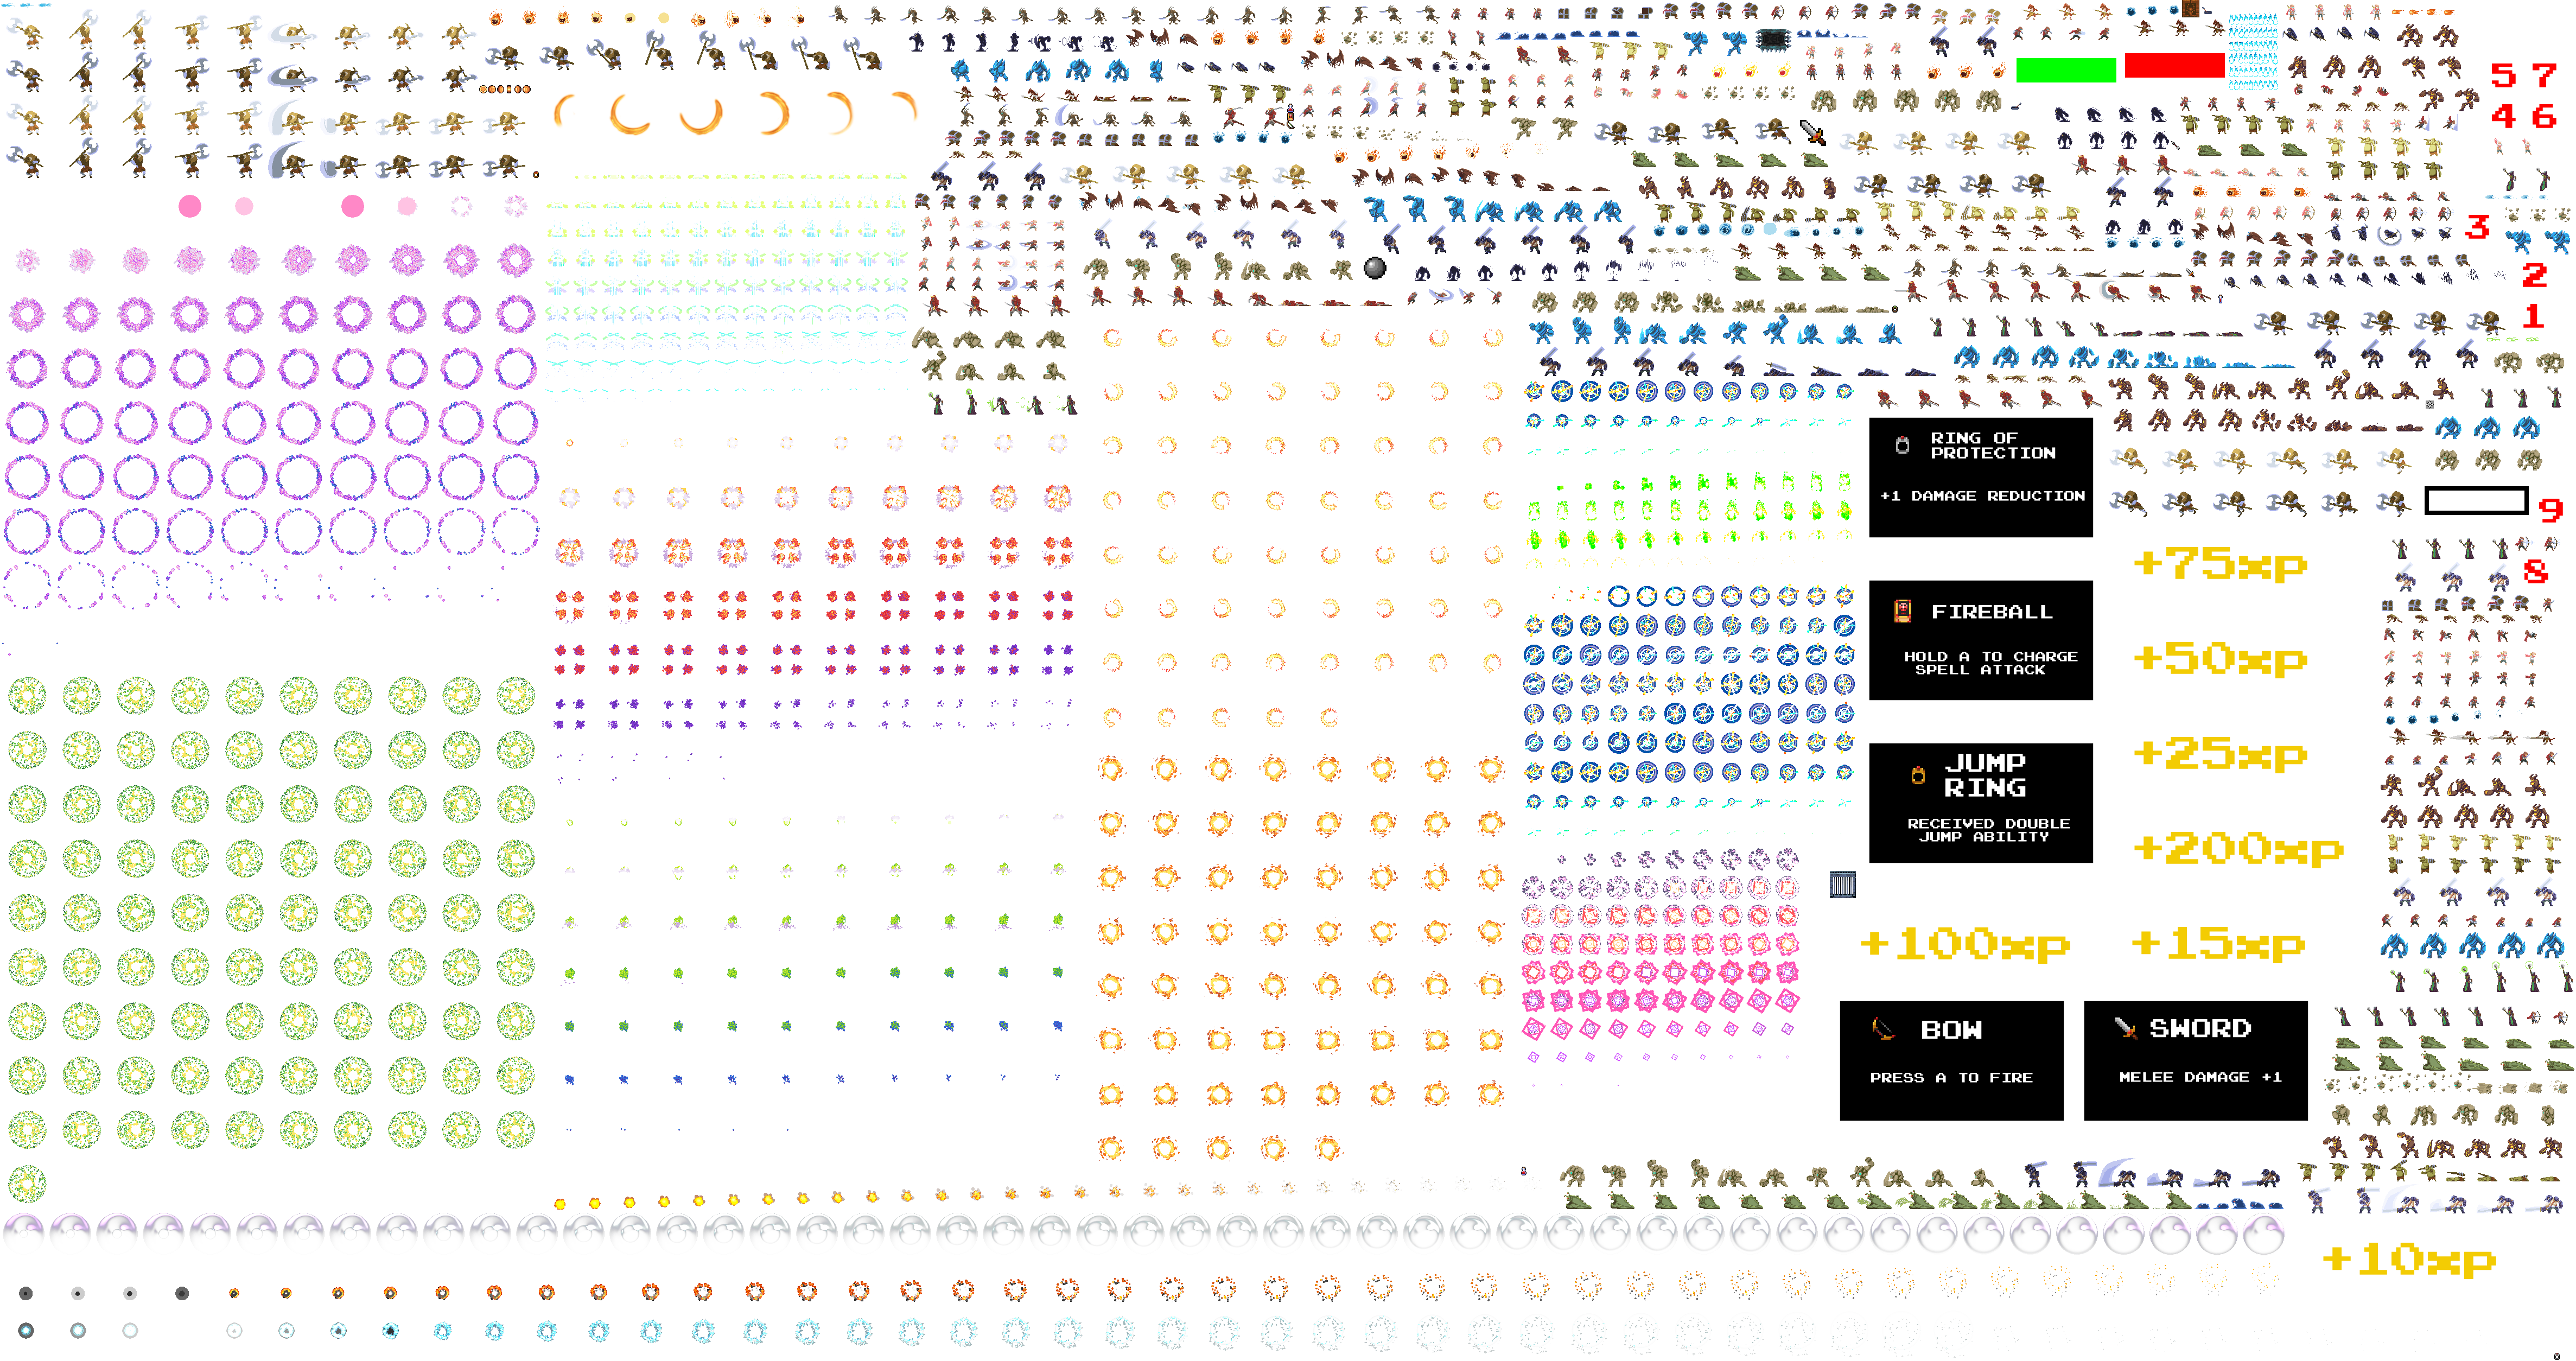 5 7
4 6
3
2
1
RING OF
PROTECTION
+1 DAMAGE REDUCTION
9
+75xp
8
FIREBALL
HOLD A TO CHARGE
SPELL ATTACK
+50xp
JUMP
RING
RECEIVED DOUBLE
JUMP ABILITY
+25xp
+200xp
+100xp
+15xp
BOW
PRESS A TO FIRE
SWORD
MELEE DAMAGE +1
+10xp